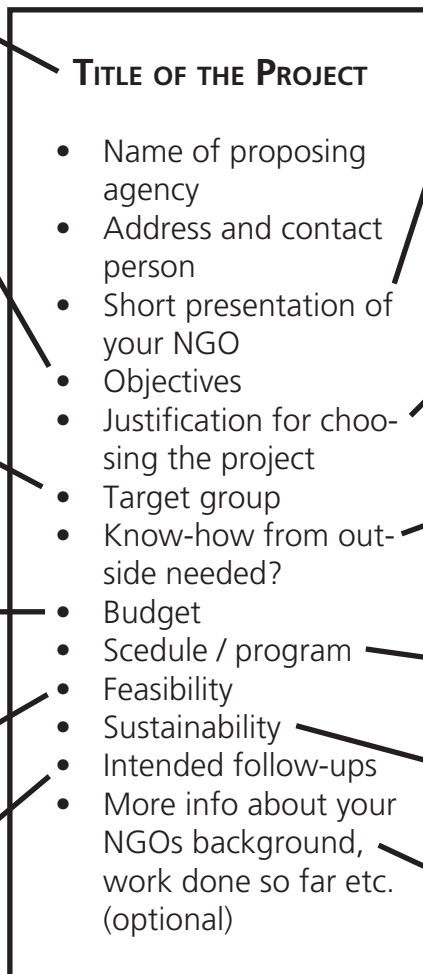 TITLE OF THE PROJECT
• Name of proposing
agency
• Address and contact
person
• Short presentation of
your NGO
• Objectives
• Justification for choo-
sing the project
• Target group
• Know-how from out-
side needed?
• Budget
• Scedule / program
• Feasibility
• Sustainability
• Intended follow-ups
• More info about your
NGOs background,
work done so far etc.
(optional)